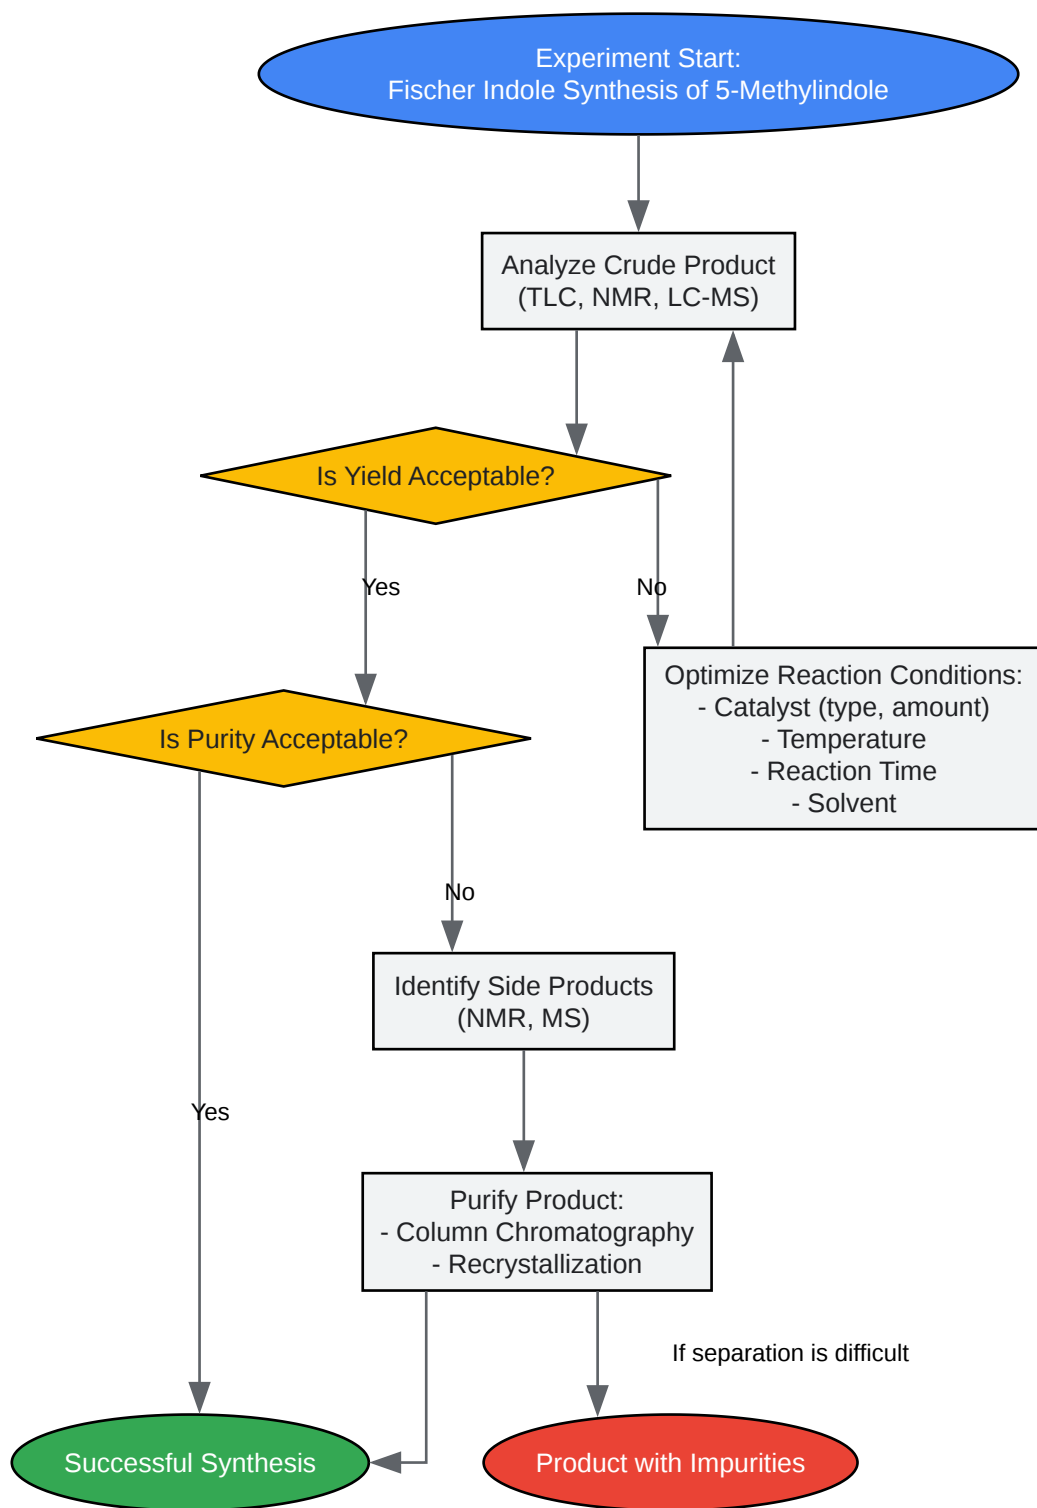 Experiment Start:
Fischer Indole Synthesis of 5-Methylindole
Analyze Crude Product
(TLC, NMR, LC-MS)
Is Yield Acceptable?
Yes
No
Optimize Reaction Conditions:
- Catalyst (type, amount)
- Temperature
- Reaction Time
- Solvent
Is Purity Acceptable?
No
Identify Side Products
(NMR, MS)
Yes
Purify Product:
- Column Chromatography
- Recrystallization
If separation is difficult
Successful Synthesis
Product with Impurities